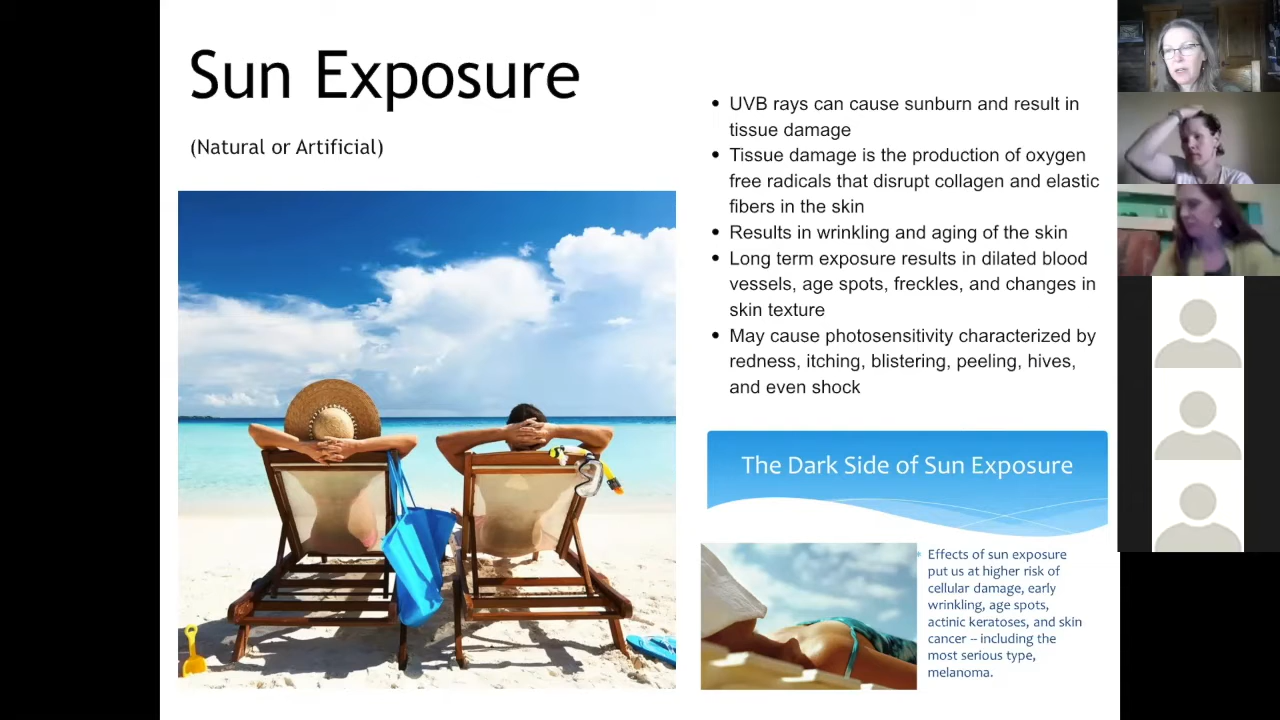 Sun Exposure
(Natural or Artificial)
• UVB rays can cause sunburn and result in
tissue damage
• Tissue damage is the production of oxygen
free radicals that disrupt collagen and elastic
fibers in the skin
• Results in wrinkling and aging of the skin
• Long term exposure results in dilated blood
vessels, age spots, freckles, and changes in
skin texture
• May cause photosensitivity characterized by
redness, itching, blistering, peeling, hives,
and even shock
The Dark Side of Sun Exposure
Effects of sun exposure
put us at higher risk of
cellular damage, early
wrinkling, age spots,
actinic keratoses, and skin
cancer – including the
most serious type,
melanoma.